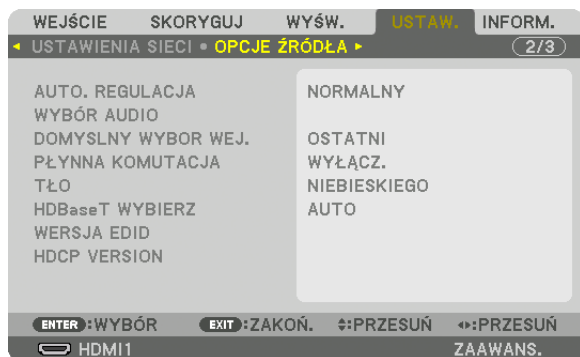 WEJŚCIE SKORYGUJ WYŚW. USTAW. INFORM.
USTAWIENIA SIECI • OPCJE ŹRÓDŁA 2/3
AUTO. REGULACJA NORMALNY
WYBÓR AUDIO
DOMYSLNY WYBOR WEJ. OSTATNI
PŁYNNA KOMUTACJA WYŁĄCZ.
TŁO NIEBIESKIEGO
HDBaseT WYBIERZ AUTO
WERSJA EDID
HDCP VERSION
ENTER :WYBÓR EXIT :ZAKOŃ. :PRZESUŃ :PRZESUŃ
HDMI1 ZAAWANS.